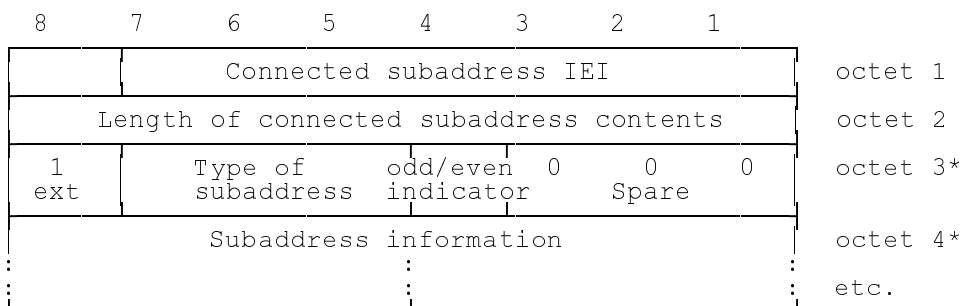 8 7 6 5 4 3 2 1
Connected subaddress IEI octet 1
Length of connected subaddress contents octet 2
1 Type of odd/even 0 0 0 octet 3*
ext subaddress indicator Spare
Subaddress information octet 4*
: : :
: : : etc.